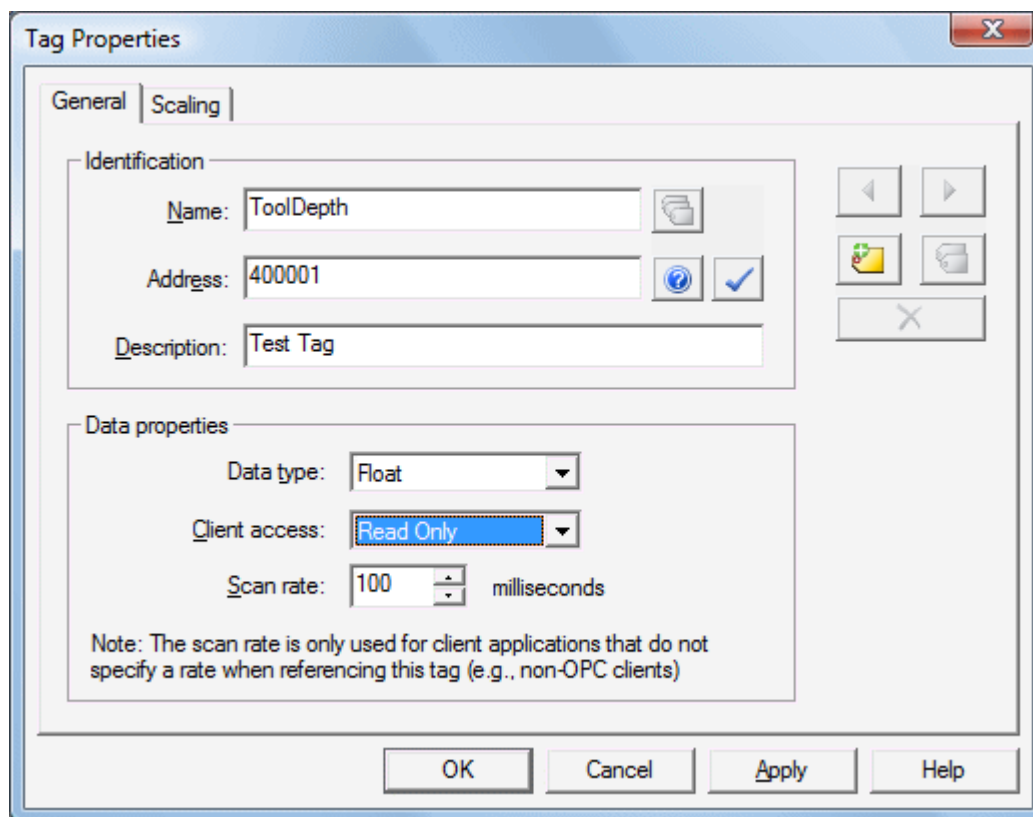 Tag Properties
General
Scaling
Identification
Name: ToolDepth
Address: 400001
Description: Test Tag
Data properties
Data type: Float
Client access: Read Only
Scan rate: 100 milliseconds
Note: The scan rate is only used for client applications that do not
specify a rate when referencing this tag (e.g., non-OPC clients)
OK Cancel Apply Help